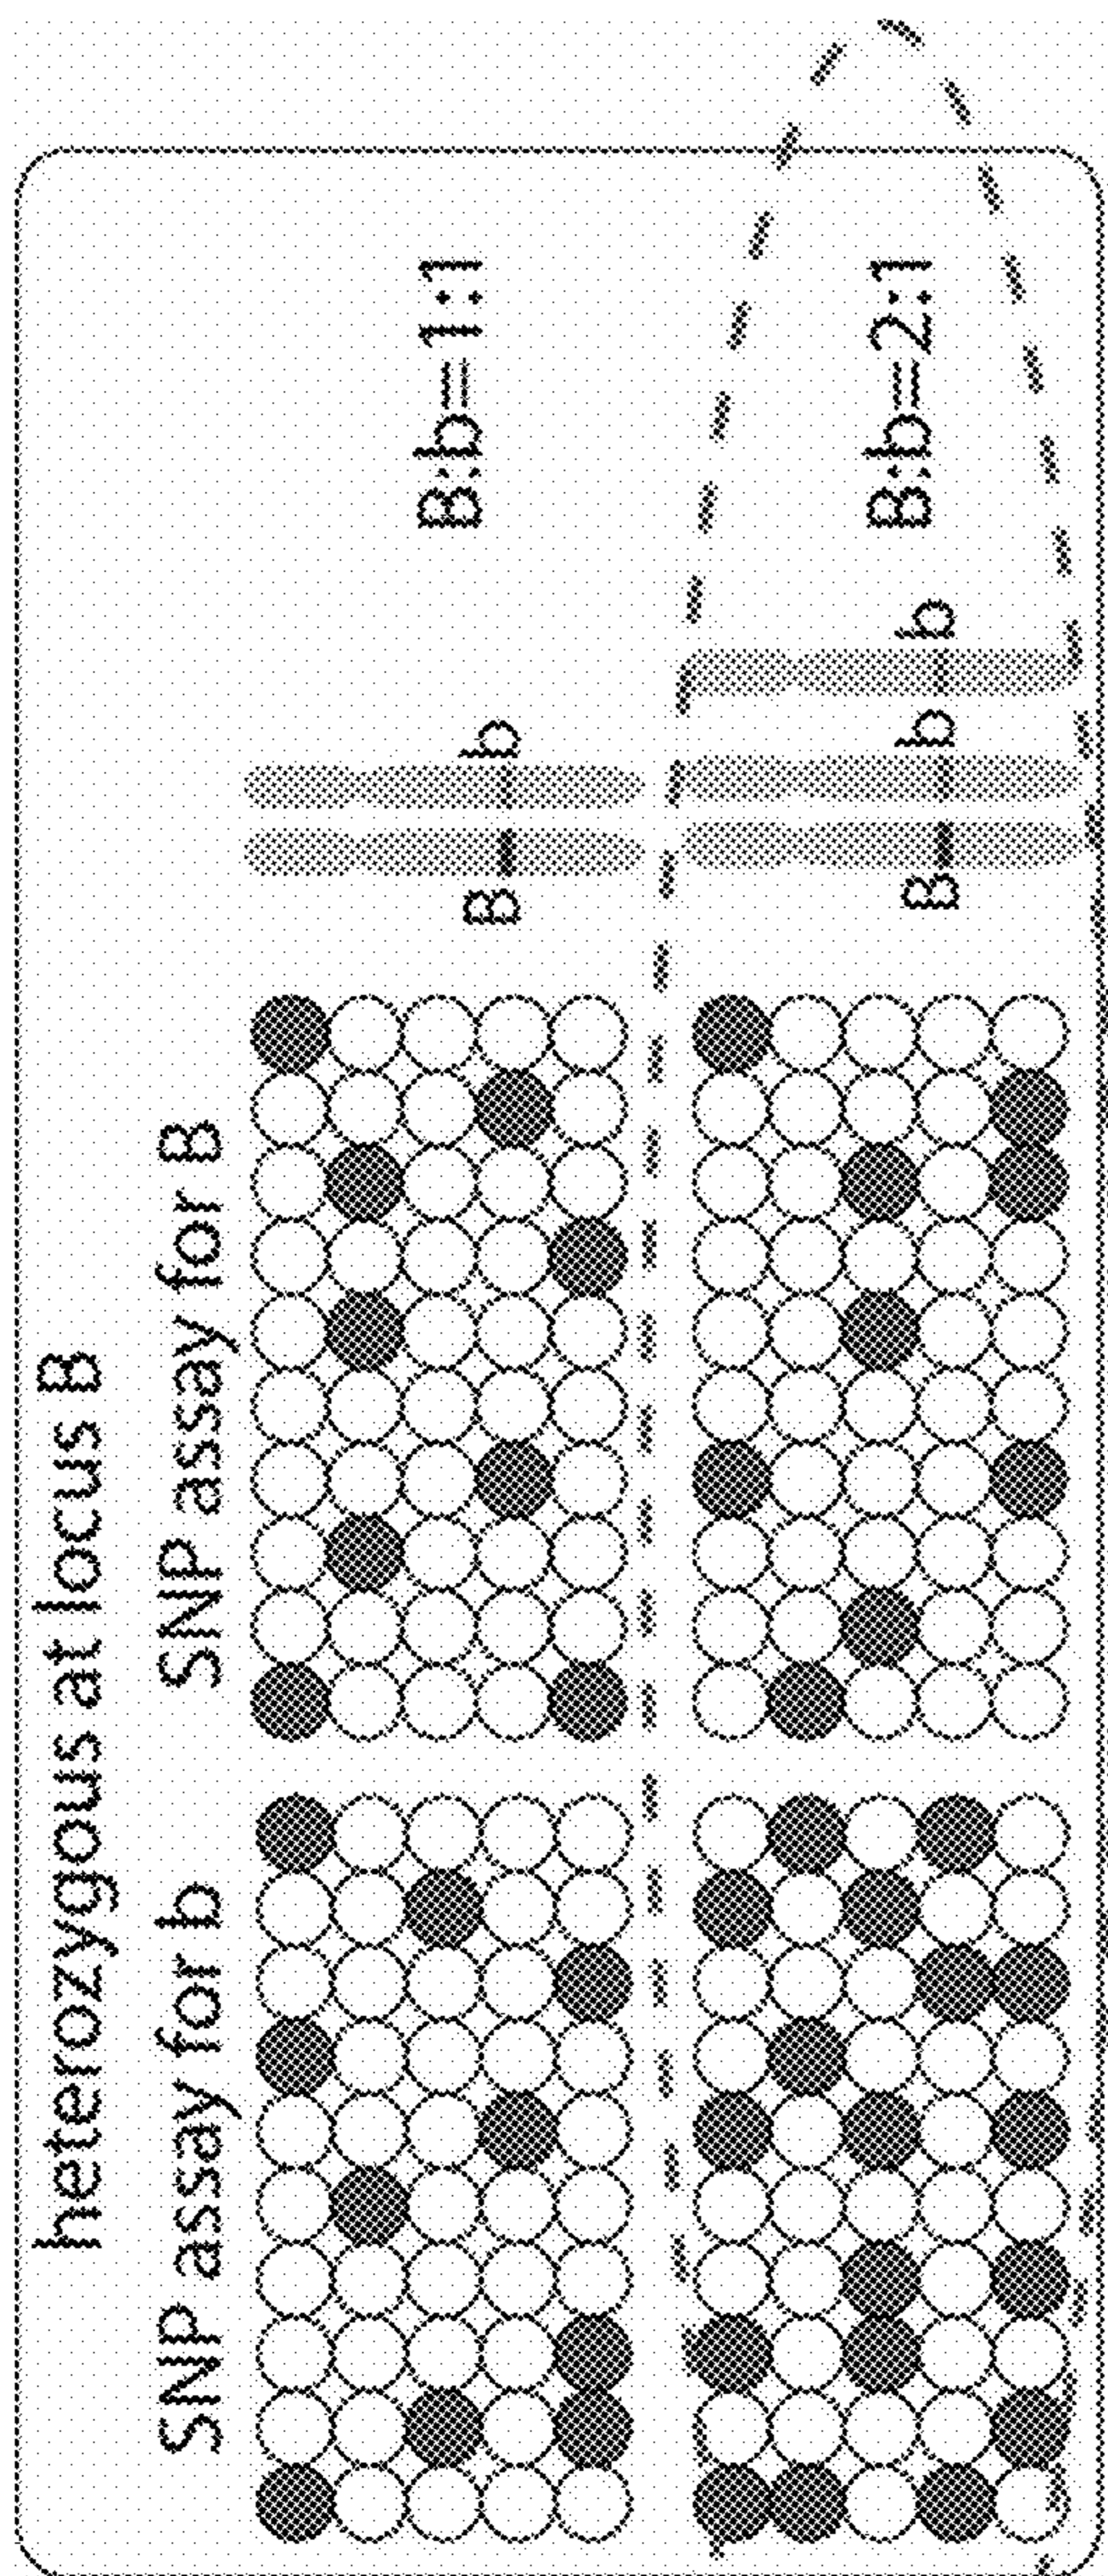 heterozygous at locus B
SNP assay for b
SNP assay for B
B
b
B:b=1:1
B
b
b
B:b=2:1